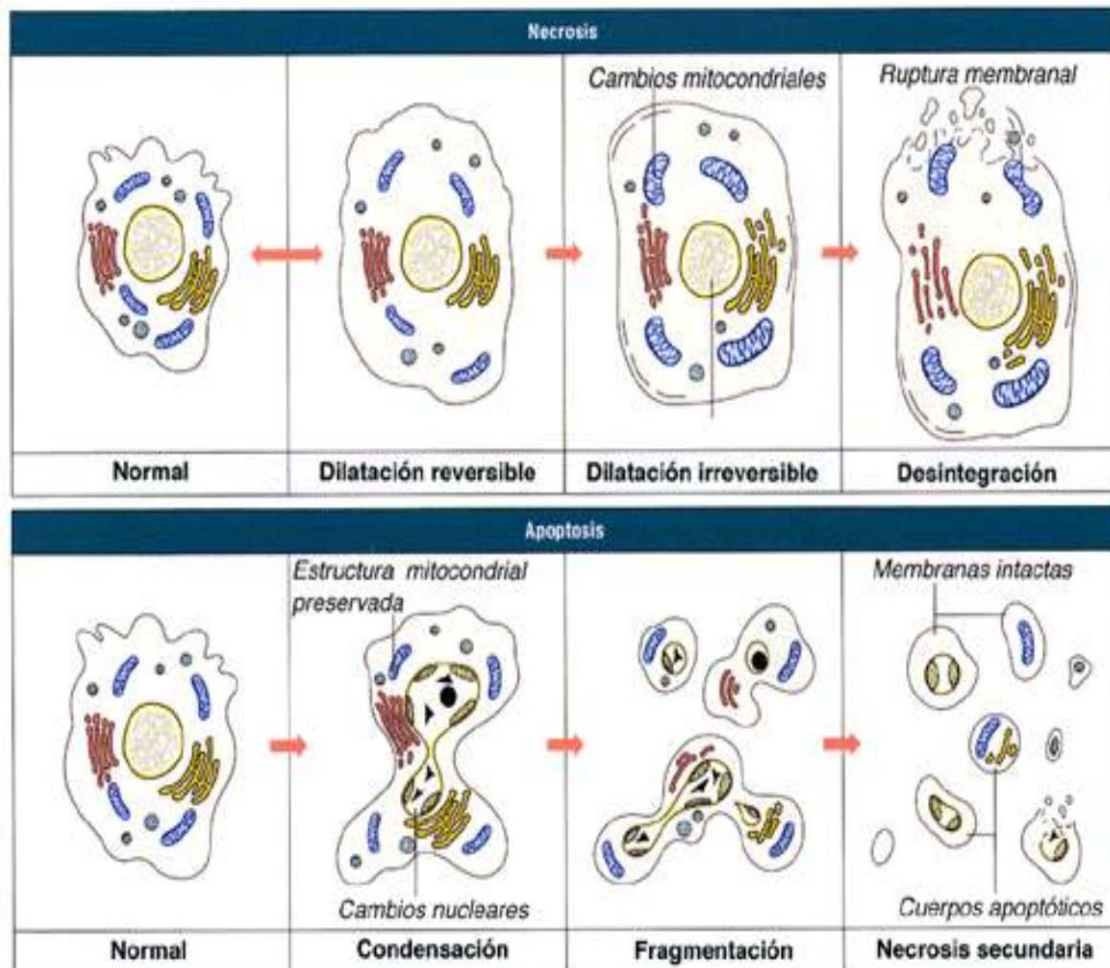 Necrosis
Cambios mitocondriales
Ruptura membranal
Normal
Dilatación reversible
Dilatación irreversible
Desintegración
Apoptosis
Estructura mitocondrial
preservada
Membranas intactas
Cambios nucleares
Cuerpos apoptóticos
Normal
Condensación
Fragmentación
Necrosis secundaria